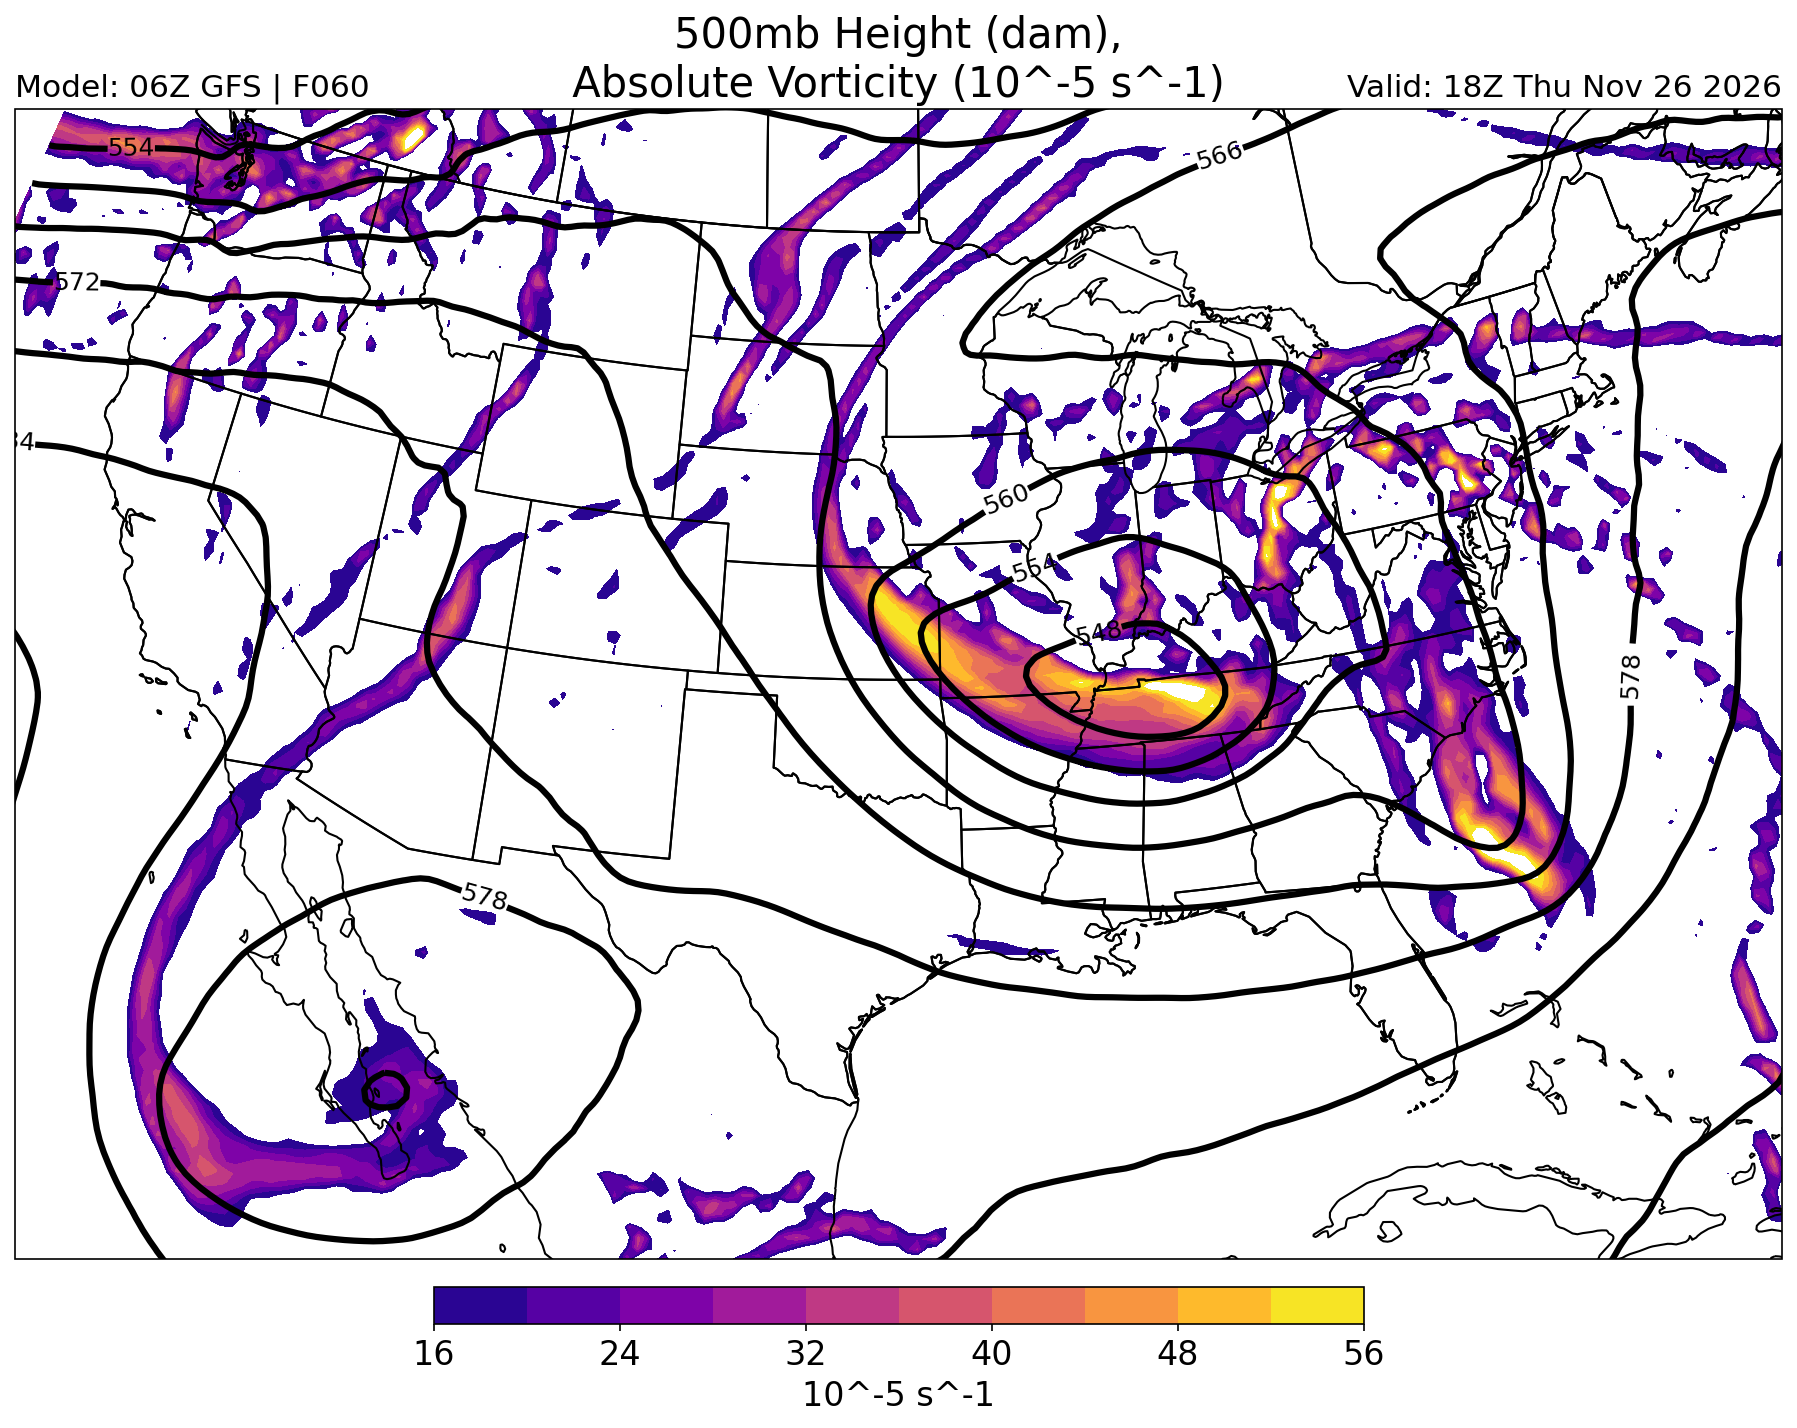 500mb Height (dam),
Absolute Vorticity (10^-5 s^-1)
Model: 06Z GFS | F060
Valid: 18Z Thu Nov 26 2026
554
566
572
560
554
548
578
578
16 24 32 40 48 56
10^-5 s^-1